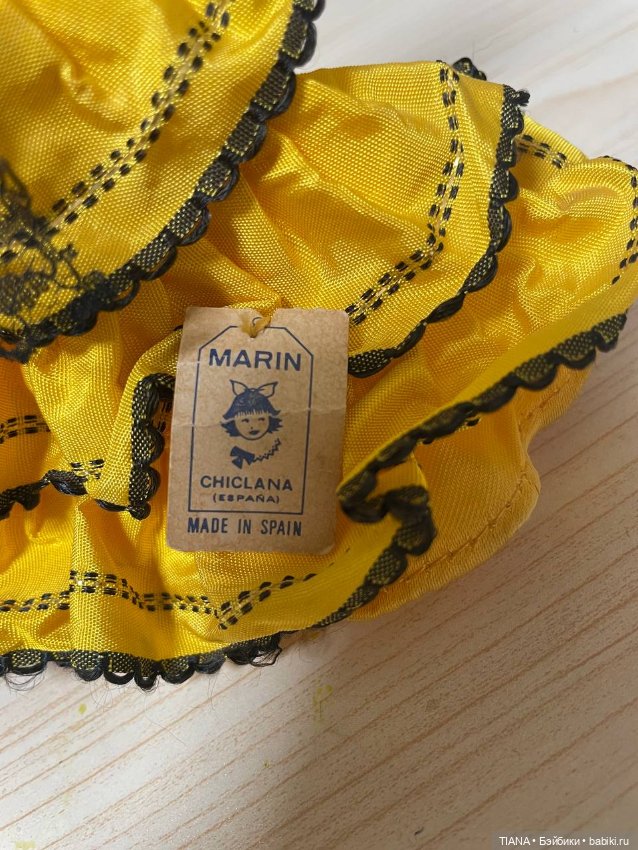 MARIN
CHICLANA
(ESPAÑA)
MADE IN SPAIN
TIANA • Бэйбики • babiki.ru